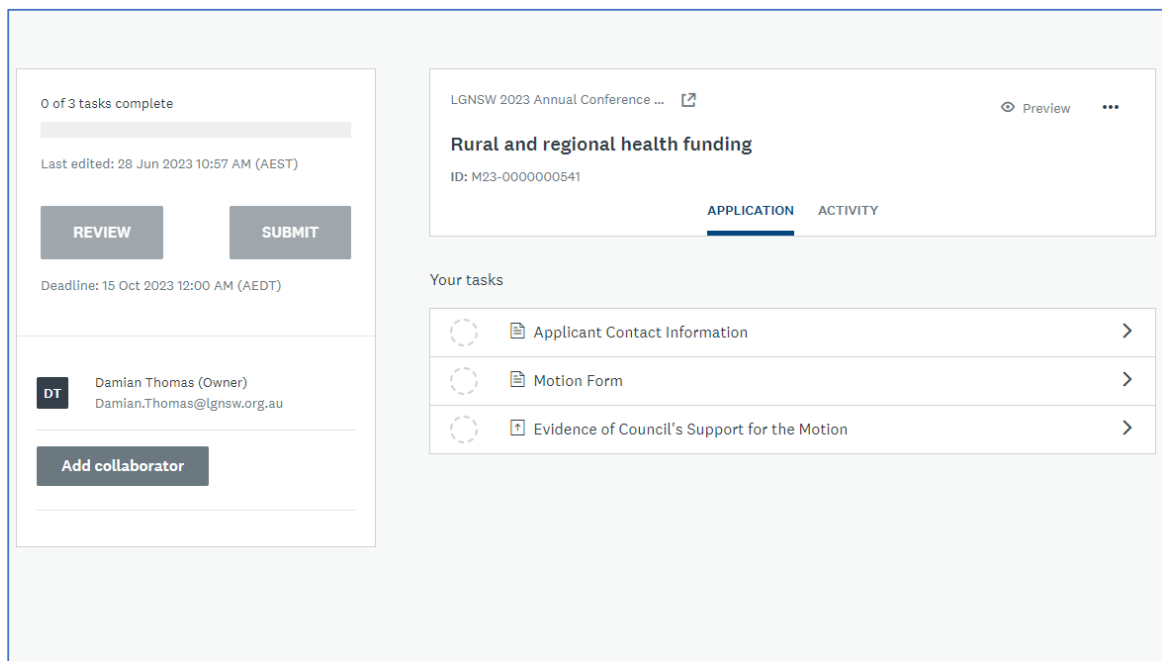 0 of 3 tasks complete
Last edited: 28 Jun 2023 10:57 AM (AEST)
REVIEW
SUBMIT
Deadline: 15 Oct 2023 12:00 AM (AEDT)
DT
Damian Thomas (Owner)
Damian.Thomas@lgnsw.org.au
Add collaborator
LGNSW 2023 Annual Conference ...
Preview
Rural and regional health funding
ID: M23-0000000541
APPLICATION
ACTIVITY
Your tasks
Applicant Contact Information
Motion Form
Evidence of Council's Support for the Motion